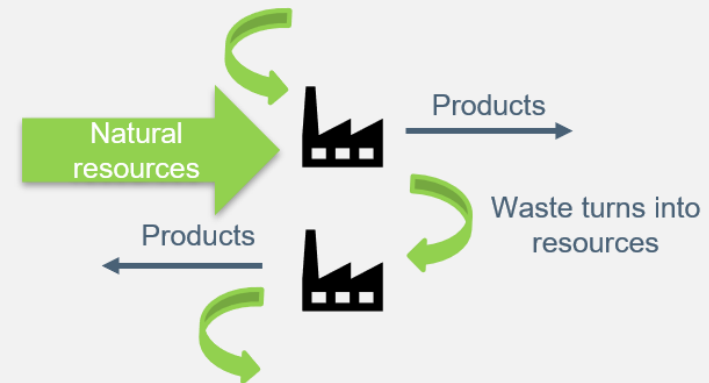 Products
Natural
resources
Waste turns into
resources
Products